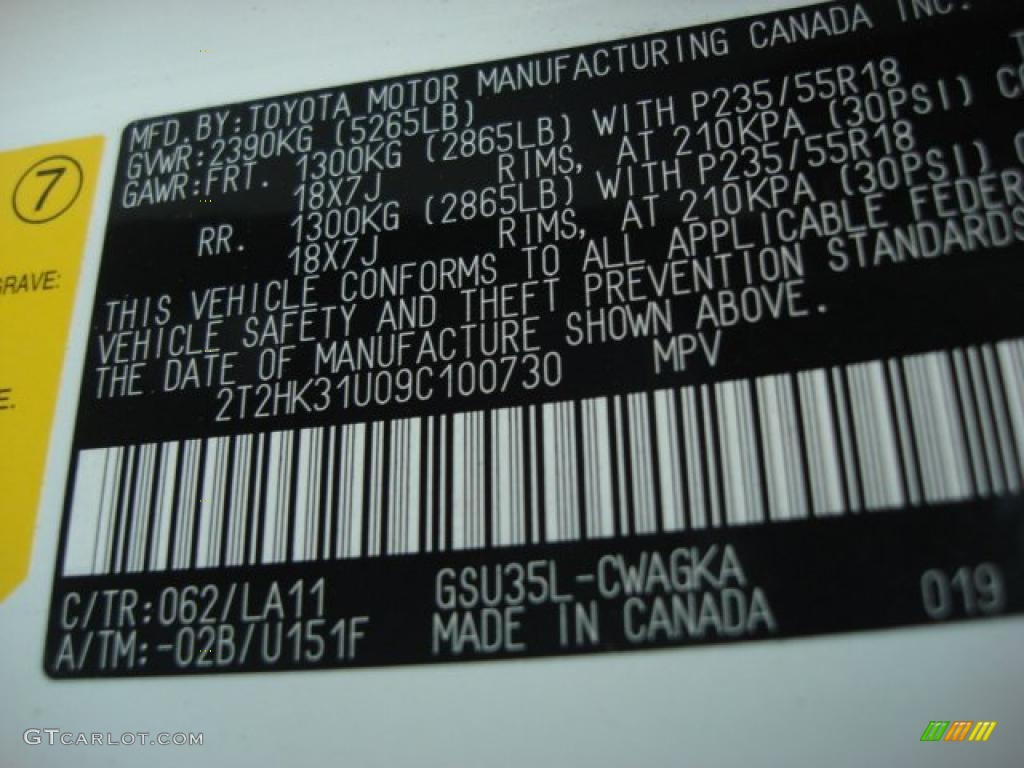 MFD.BY:TOYOTA MOTOR MANUFACTURING CANADA INC.
GVWR:2390KG (5265LB)
GAWR:FRT. 1300KG (2865LB) WITH P235/55R18
18X7J RIMS, AT 210KPA (30PSI)
RR. 1300KG (2865LB) WITH P235/55R18
18X7J RIMS, AT 210KPA (30PSI)
THIS VEHICLE CONFORMS TO ALL APPLICABLE FEDER
VEHICLE SAFETY AND THEFT PREVENTION STANDARDS
THE DATE OF MANUFACTURE SHOWN ABOVE.
2T2HK31U09C100730 MPV
C/TR:062/LA11 GSU35L-CWAGKA 019
A/TM:-02B/U151F MADE IN CANADA
7
GRAVE:
E.
GTCARLOT.COM